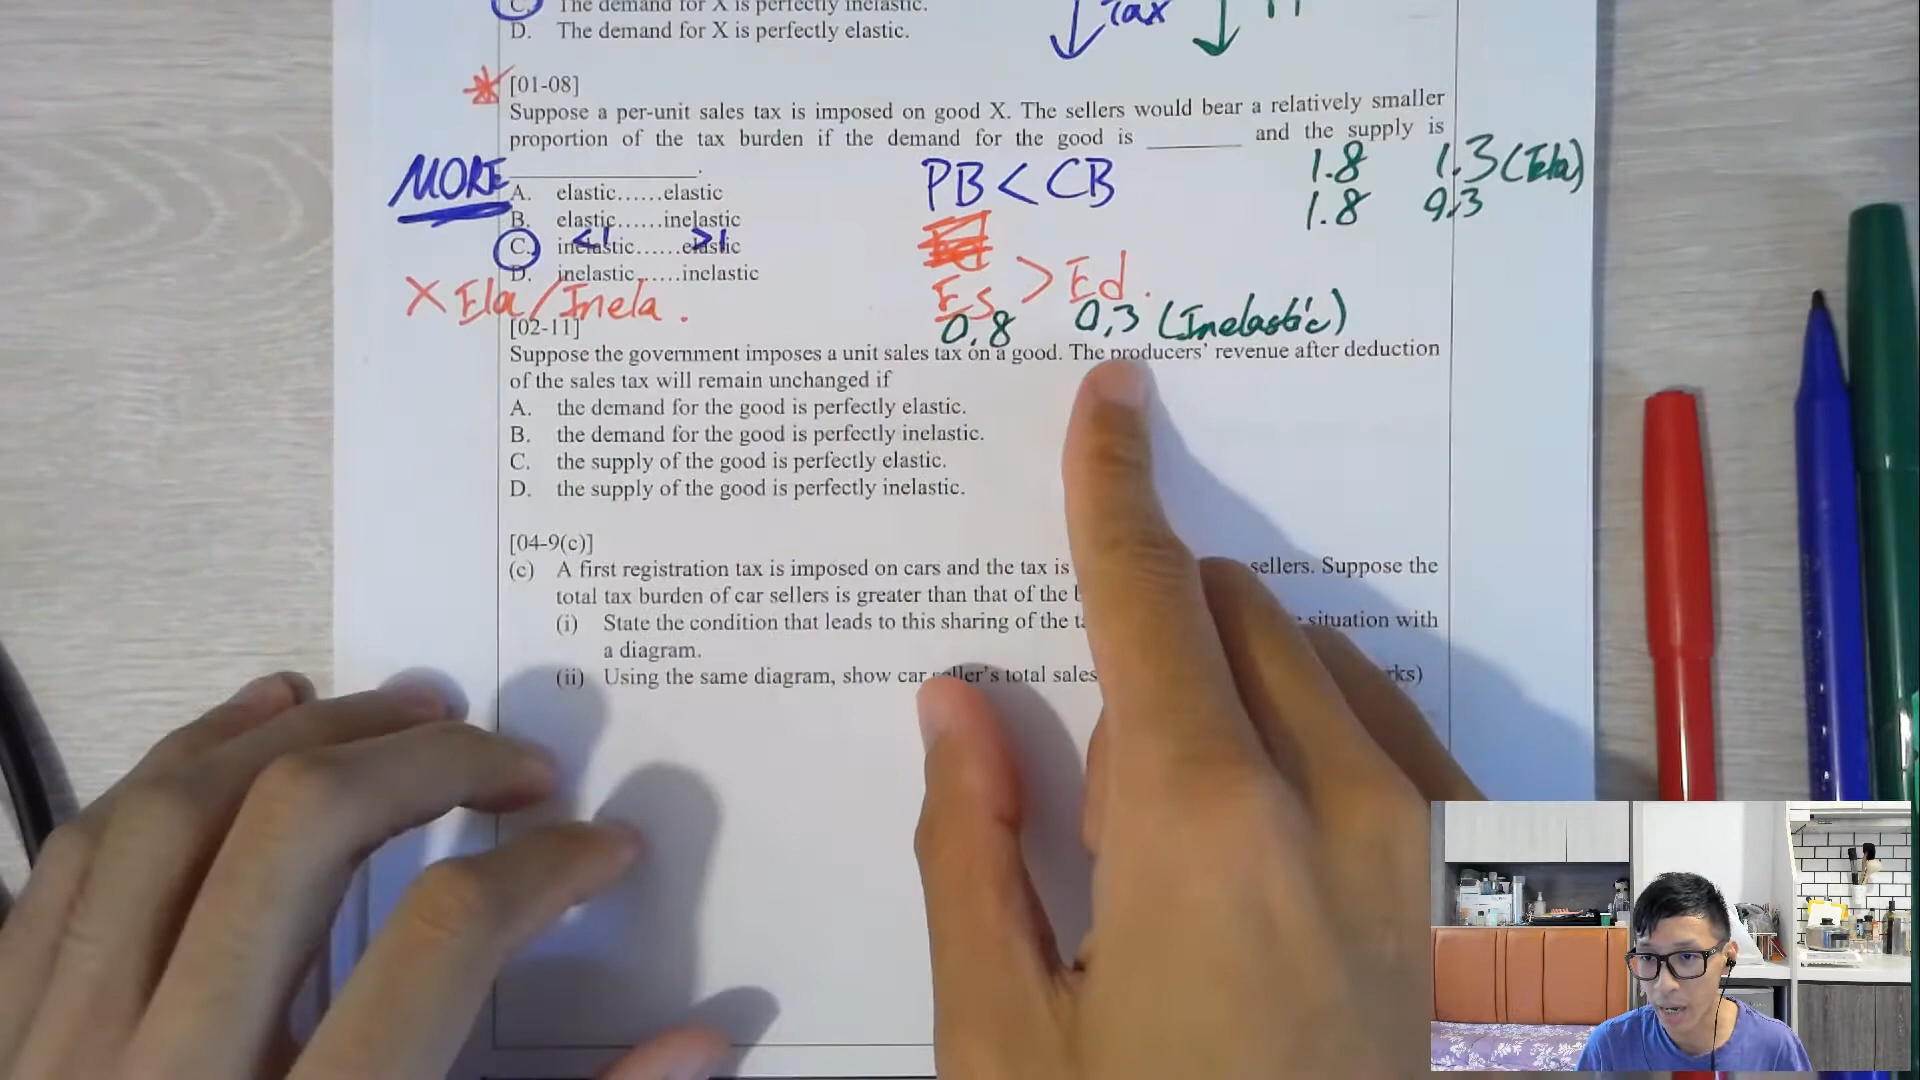 C. The demand for X is perfectly inelastic.
D. The demand for X is perfectly elastic.
Tax
[01-08]
Suppose a per-unit sales tax is imposed on good X. The sellers would bear a relatively smaller
proportion of the tax burden if the demand for the good is ________ and the supply is
________.
MORE
PB < CB
1.8 1.3 (Ela)
1.8 9.3
A. elastic......elastic
B. elastic......inelastic
<1 >1
C. inelastic......elastic
D. inelastic......inelastic
X Ela/Inela.
Es > Ed.
0.8 0.3 (Inelastic)
[02-11]
Suppose the government imposes a unit sales tax on a good. The producers' revenue after deduction
of the sales tax will remain unchanged if
A. the demand for the good is perfectly elastic.
B. the demand for the good is perfectly inelastic.
C. the supply of the good is perfectly elastic.
D. the supply of the good is perfectly inelastic.
[04-9(c)]
(c) A first registration tax is imposed on cars and the tax is sellers. Suppose the
total tax burden of car sellers is greater than that of the
(i) State the condition that leads to this sharing of the situation with
a diagram.
(ii) Using the same diagram, show car seller's total sales